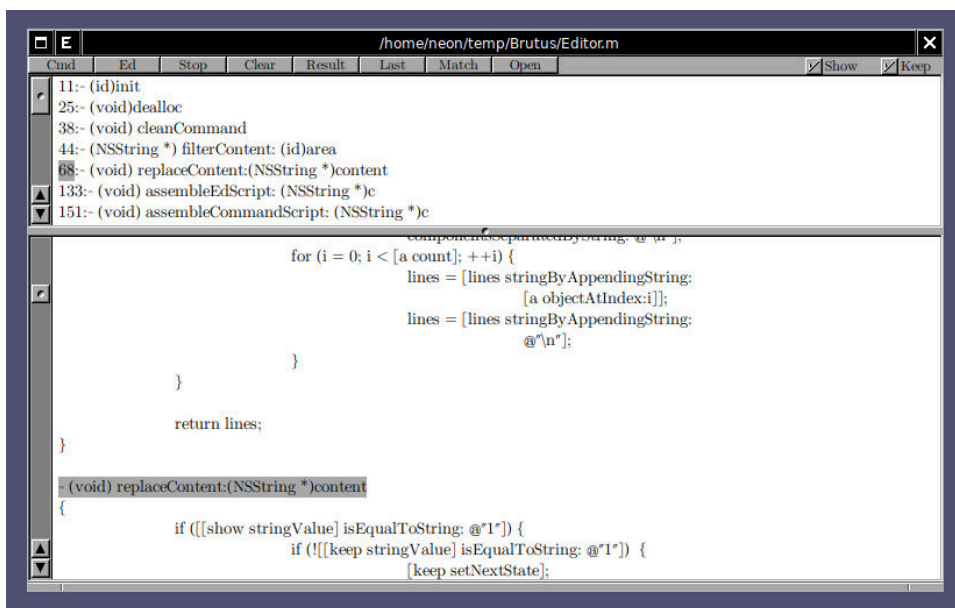 E /home/neon/temp/Brutus/Editor.m
Cmd Ed Stop Clear Result Last Match Open Show Keep
11:- (id)init
25:- (void)dealloc
38:- (void) cleanCommand
44:- (NSString *) filterContent: (id)area
68:- (void) replaceContent:(NSString *)content
133:- (void) assembleEdScript: (NSString *)c
151:- (void) assembleCommandScript: (NSString *)c
componentsSeparatedByString: @"\n"];
for (i = 0; i < [a count]; ++i) {
lines = [lines stringByAppendingString:
[a objectAtIndex:i]];
lines = [lines stringByAppendingString:
@"\n"];
}
}
return lines;
}
- (void) replaceContent:(NSString *)content
{
if ([[show stringValue] isEqualToString: @"1"]) {
if (![[keep stringValue] isEqualToString: @"1"]) {
[keep setNextState];